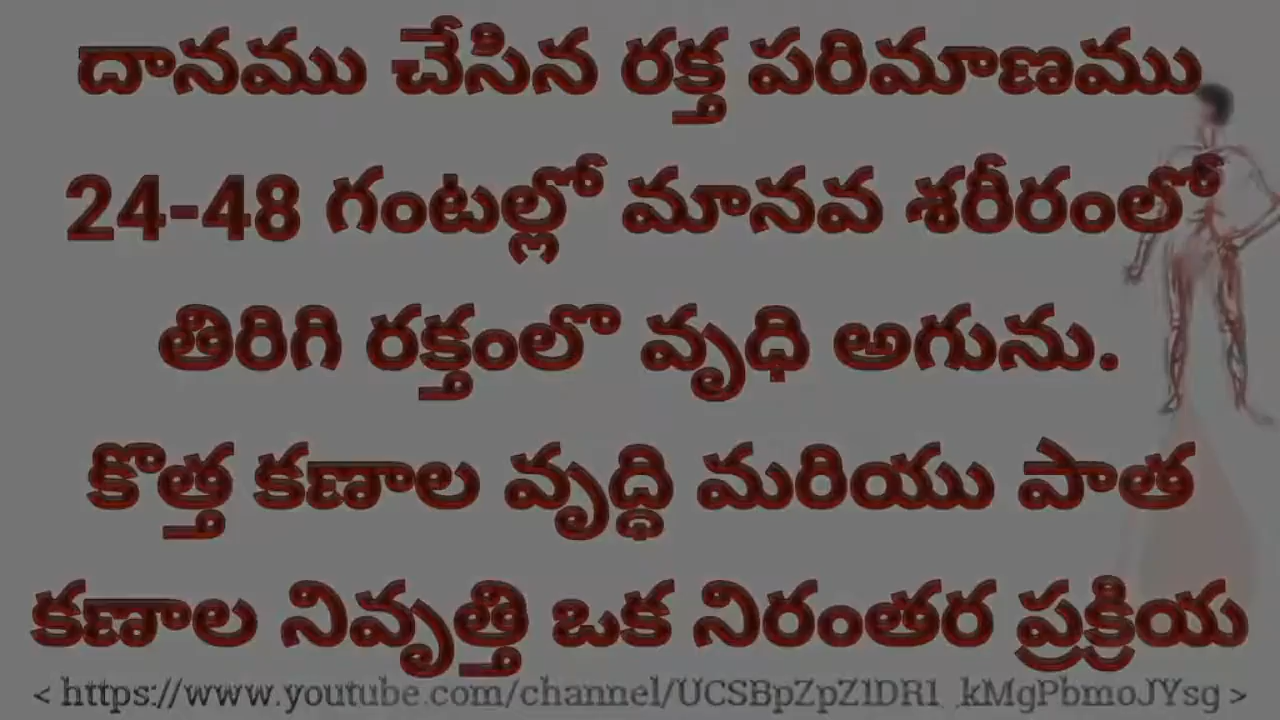 దానము చేసిన రక్త పరిమాణము
24-48 గంటల్లో మానవ శరీరంలో
తిరిగి రక్తంలొ వృధి అగును.
కొత్త కణాల వృద్ధి మరియు పాత
కణాల నివృత్తి ఒక నిరంతర ప్రక్రియ
< https://www.youtube.com/channel/UCSBpZpZ1DR1_kMgPbmoJYsg >